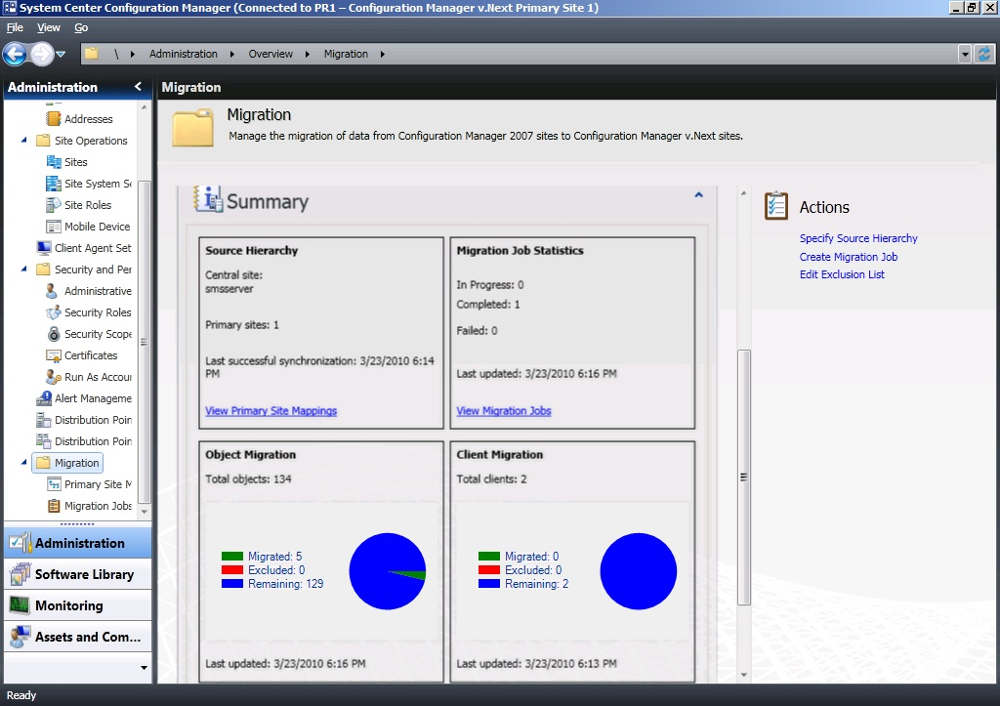 System Center Configuration Manager (Connected to PR1 – Configuration Manager v.Next Primary Site 1)
File View Go
\ Administration Overview Migration
Administration
Addresses
Site Operations
Sites
Site System Se
Site Roles
Mobile Device
Client Agent Set
Security and Per
Administrative
Security Roles
Security Scope
Certificates
Run As Accour
Alert Manageme
Distribution Poin
Distribution Poin
Migration
Primary Site M
Migration Jobs
Administration
Software Library
Monitoring
Assets and Com...
Migration
Migration
Manage the migration of data from Configuration Manager 2007 sites to Configuration Manager v.Next sites.
Summary
Source Hierarchy
Central site:
smsserver
Primary sites: 1
Last successful synchronization: 3/23/2010 6:14
PM
View Primary Site Mappings
Migration Job Statistics
In Progress: 0
Completed: 1
Failed: 0
Last updated: 3/23/2010 6:16 PM
View Migration Jobs
Object Migration
Total objects: 134
Migrated: 5
Excluded: 0
Remaining: 129
Last updated: 3/23/2010 6:16 PM
Client Migration
Total clients: 2
Migrated: 0
Excluded: 0
Remaining: 2
Last updated: 3/23/2010 6:13 PM
Actions
Specify Source Hierarchy
Create Migration Job
Edit Exclusion List
Ready